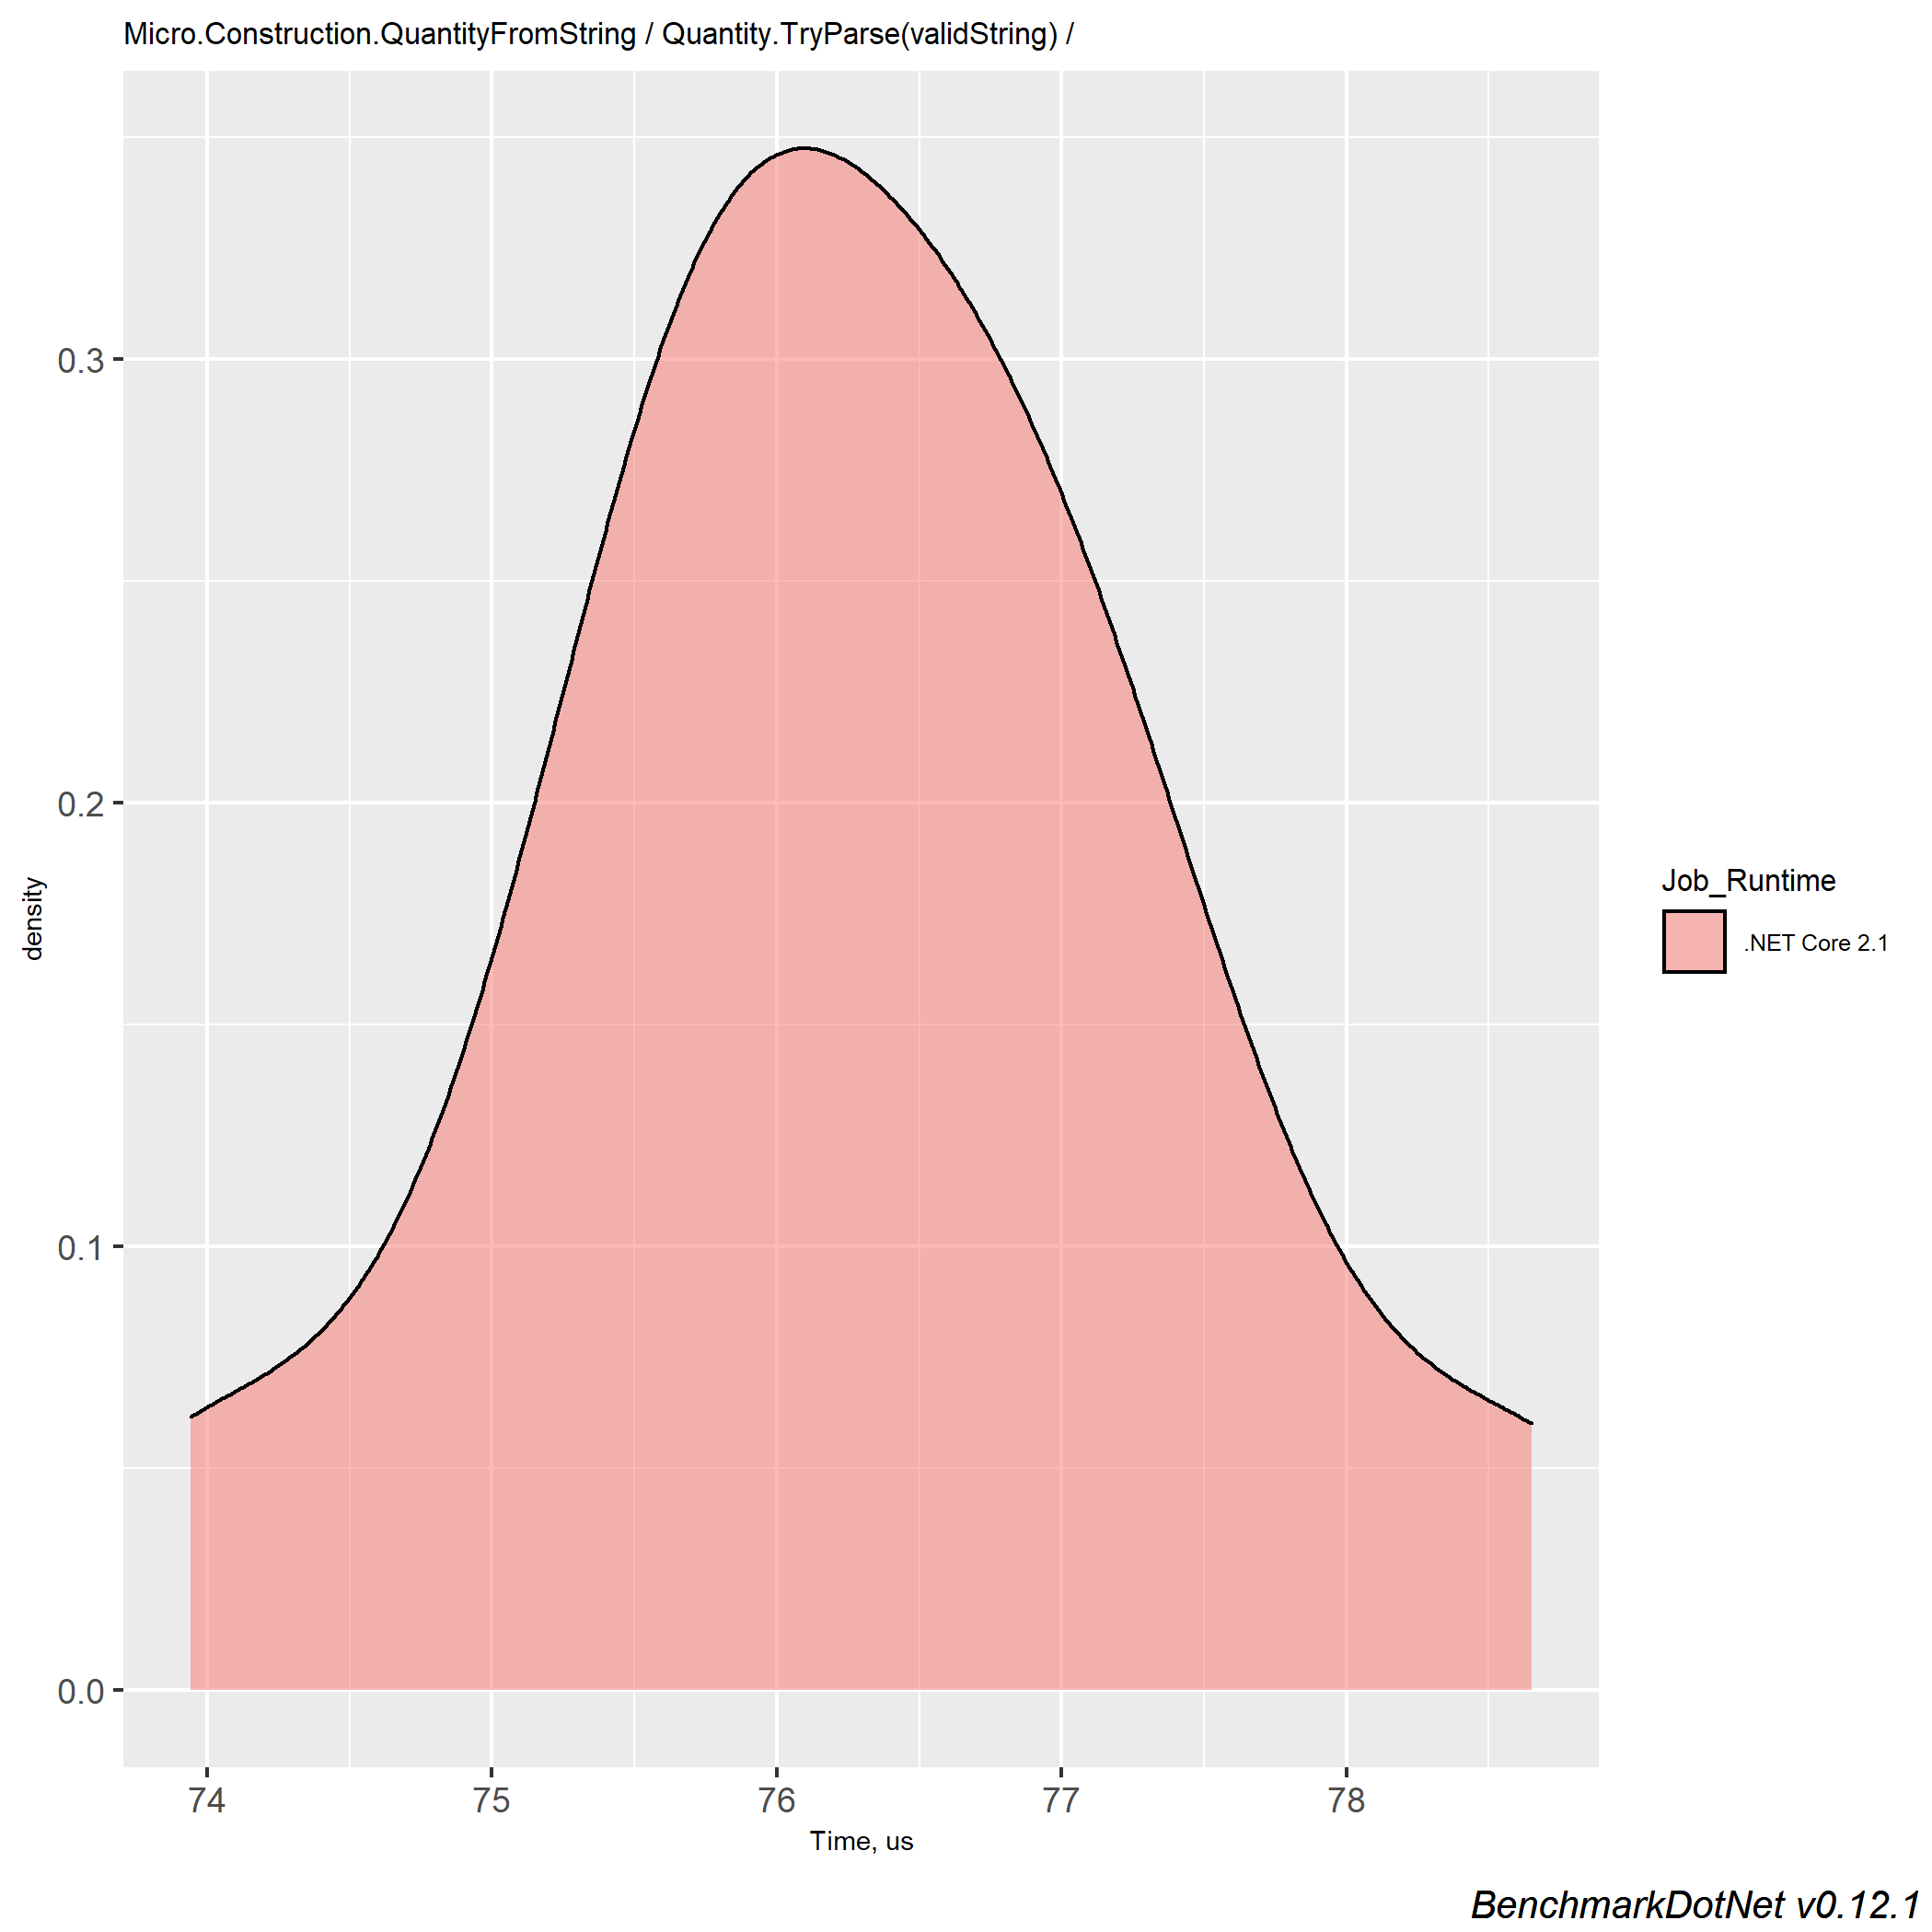 Micro.Construction.QuantityFromString / Quantity.TryParse(validString) /
0.3
0.2
0.1
0.0
density
74 75 76 77 78
Time, us
Job_Runtime
.NET Core 2.1
BenchmarkDotNet v0.12.1